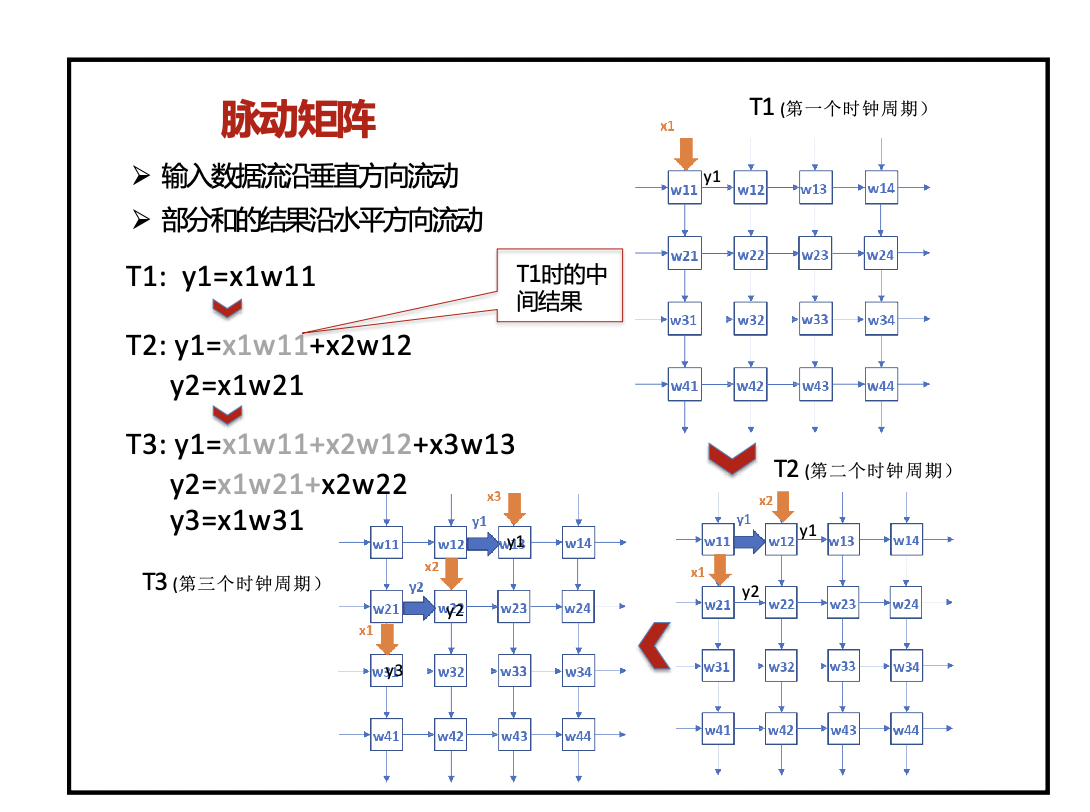 脉动矩阵
➢ 输入数据流沿垂直方向流动
➢ 部分和的结果沿水平方向流动
T1: y1=x1w11
T1时的中
间结果
T2: y1=x1w11+x2w12
y2=x1w21
T3: y1=x1w11+x2w12+x3w13
y2=x1w21+x2w22
y3=x1w31
T1 (第一个时钟周期)
x1
w11 y1 w12 w13 w14
w21 w22 w23 w24
w31 w32 w33 w34
w41 w42 w43 w44
T2 (第二个时钟周期)
x2
w11 y1 w12 y1 w13 w14
x1
w21 y2 w22 w23 w24
w31 w32 w33 w34
w41 w42 w43 w44
T3 (第三个时钟周期)
x3
w11 w12 y1 y1 w14
x2
w21 y2 y2 w23 w24
x1
y3 w32 w33 w34
w41 w42 w43 w44